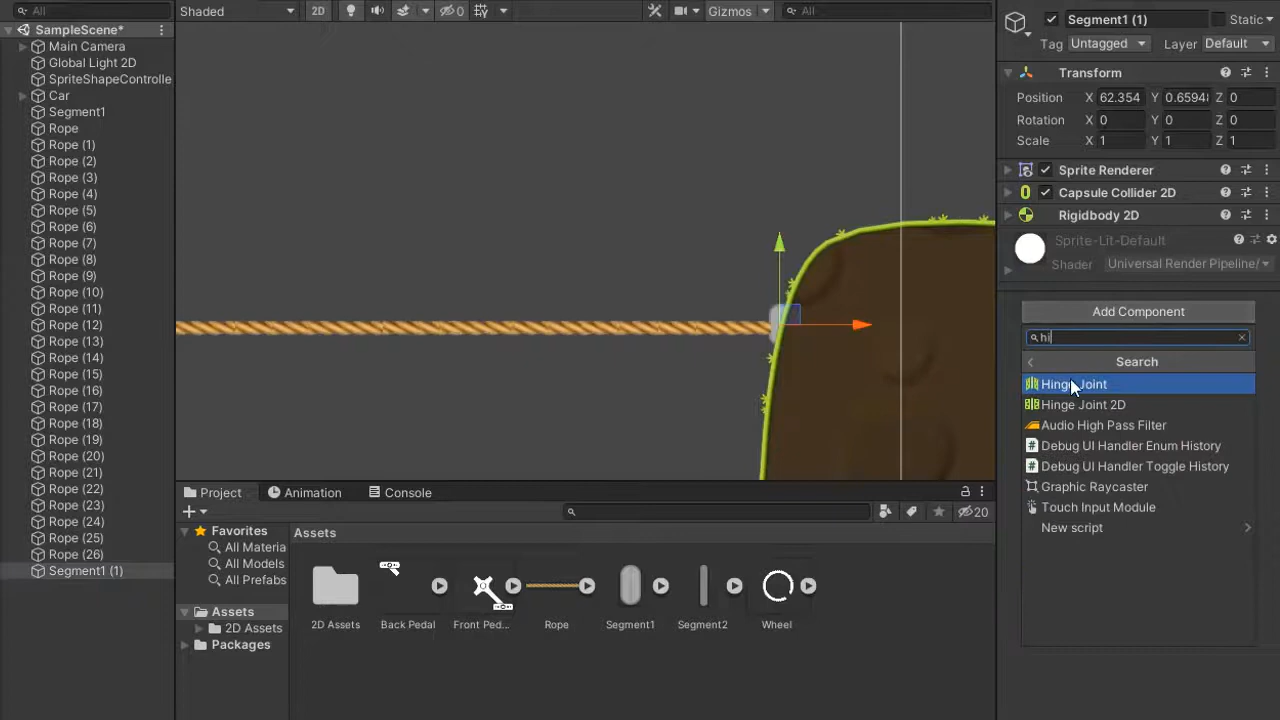 All
SampleScene*
Main Camera
Global Light 2D
SpriteShapeControlle
Car
Segment1
Rope
Rope (1)
Rope (2)
Rope (3)
Rope (4)
Rope (5)
Rope (6)
Rope (7)
Rope (8)
Rope (9)
Rope (10)
Rope (11)
Rope (12)
Rope (13)
Rope (14)
Rope (15)
Rope (16)
Rope (17)
Rope (18)
Rope (19)
Rope (20)
Rope (21)
Rope (22)
Rope (23)
Rope (24)
Rope (25)
Rope (26)
Segment1 (1)
Shaded 2D 0 Gizmos All
Project Animation Console
20
Favorites
All Materia
All Models
All Prefabs
Assets
2D Assets
Packages
Assets
2D Assets Back Pedal Front Ped... Rope Segment1 Segment2 Wheel
Segment1 (1) Static
Tag Untagged Layer Default
Transform
Position X 62.354 Y 0.6594 Z 0
Rotation X 0 Y 0 Z 0
Scale X 1 Y 1 Z 1
Sprite Renderer
Capsule Collider 2D
Rigidbody 2D
Sprite-Lit-Default
Shader Universal Render Pipeline/
Add Component
hi
Search
Hinge Joint
Hinge Joint 2D
Audio High Pass Filter
Debug UI Handler Enum History
Debug UI Handler Toggle History
Graphic Raycaster
Touch Input Module
New script